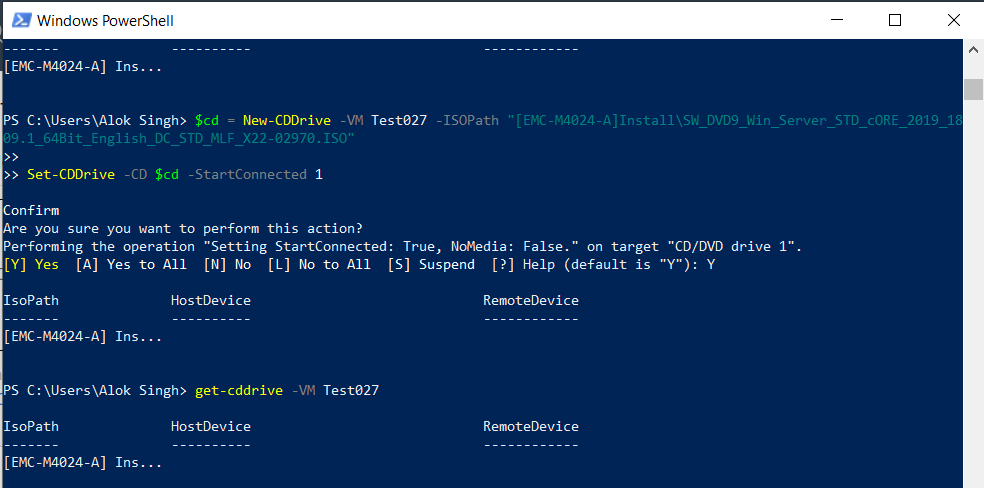 Windows PowerShell
------- ---------- ------------
[EMC-M4024-A] Ins...
PS C:\Users\Alok Singh> $cd = New-CDDrive -VM Test027 -ISOPath "[EMC-M4024-A]Install\SW_DVD9_Win_Server_STD_cORE_2019_18
09.1_64Bit_English_DC_STD_MLF_X22-02970.ISO"
>>
>> Set-CDDrive -CD $cd -StartConnected 1
Confirm
Are you sure you want to perform this action?
Performing the operation "Setting StartConnected: True, NoMedia: False." on target "CD/DVD drive 1".
[Y] Yes [A] Yes to All [N] No [L] No to All [S] Suspend [?] Help (default is "Y"): Y
IsoPath HostDevice RemoteDevice
------- ---------- ------------
[EMC-M4024-A] Ins...
PS C:\Users\Alok Singh> get-cddrive -VM Test027
IsoPath HostDevice RemoteDevice
------- ---------- ------------
[EMC-M4024-A] Ins...